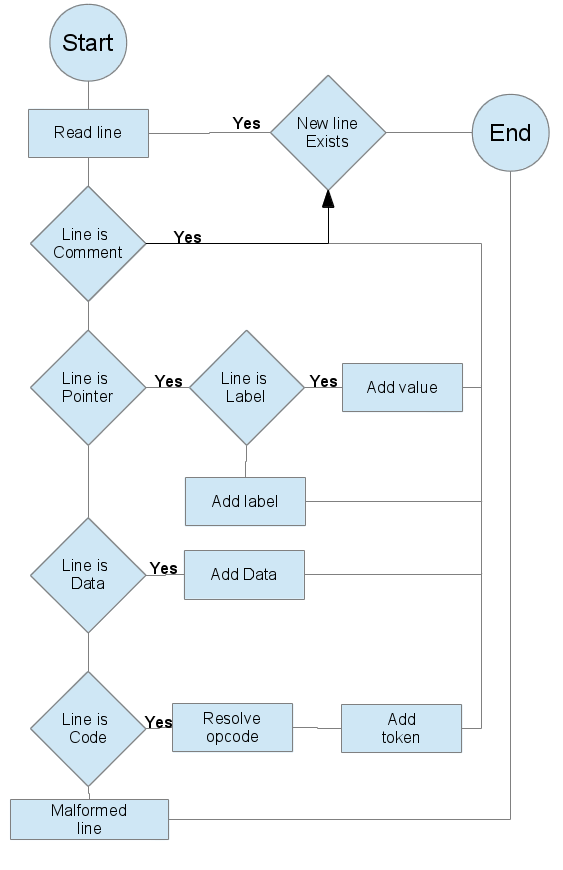 Start
Read line
Yes
New line
Exists
End
Line is
Comment
Yes
Line is
Pointer
Yes
Line is
Label
Yes
Add value
Add label
Line is
Data
Yes
Add Data
Line is
Code
Yes
Resolve
opcode
Add
token
Malformed
line